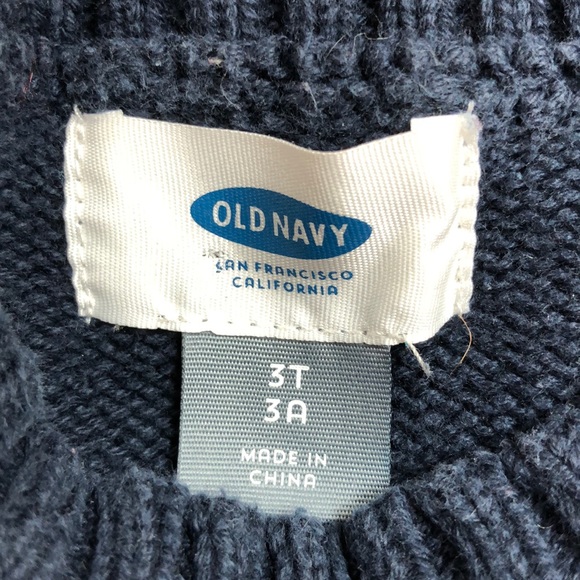 OLD NAVY
SAN FRANCISCO
CALIFORNIA
3T
3A
MADE IN
CHINA